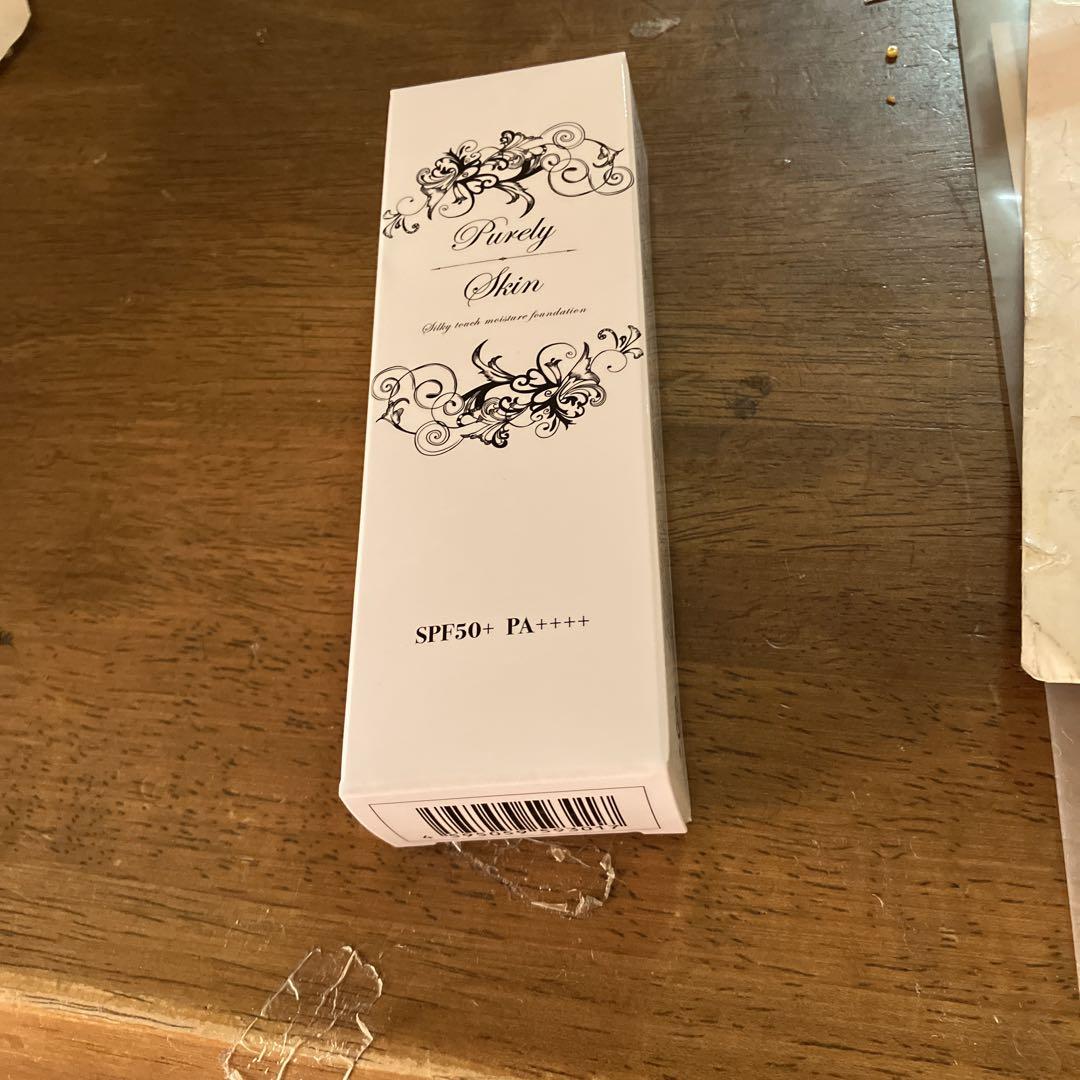 Purely
Skin
Silky touch moisture foundation
SPF50+ PA++++